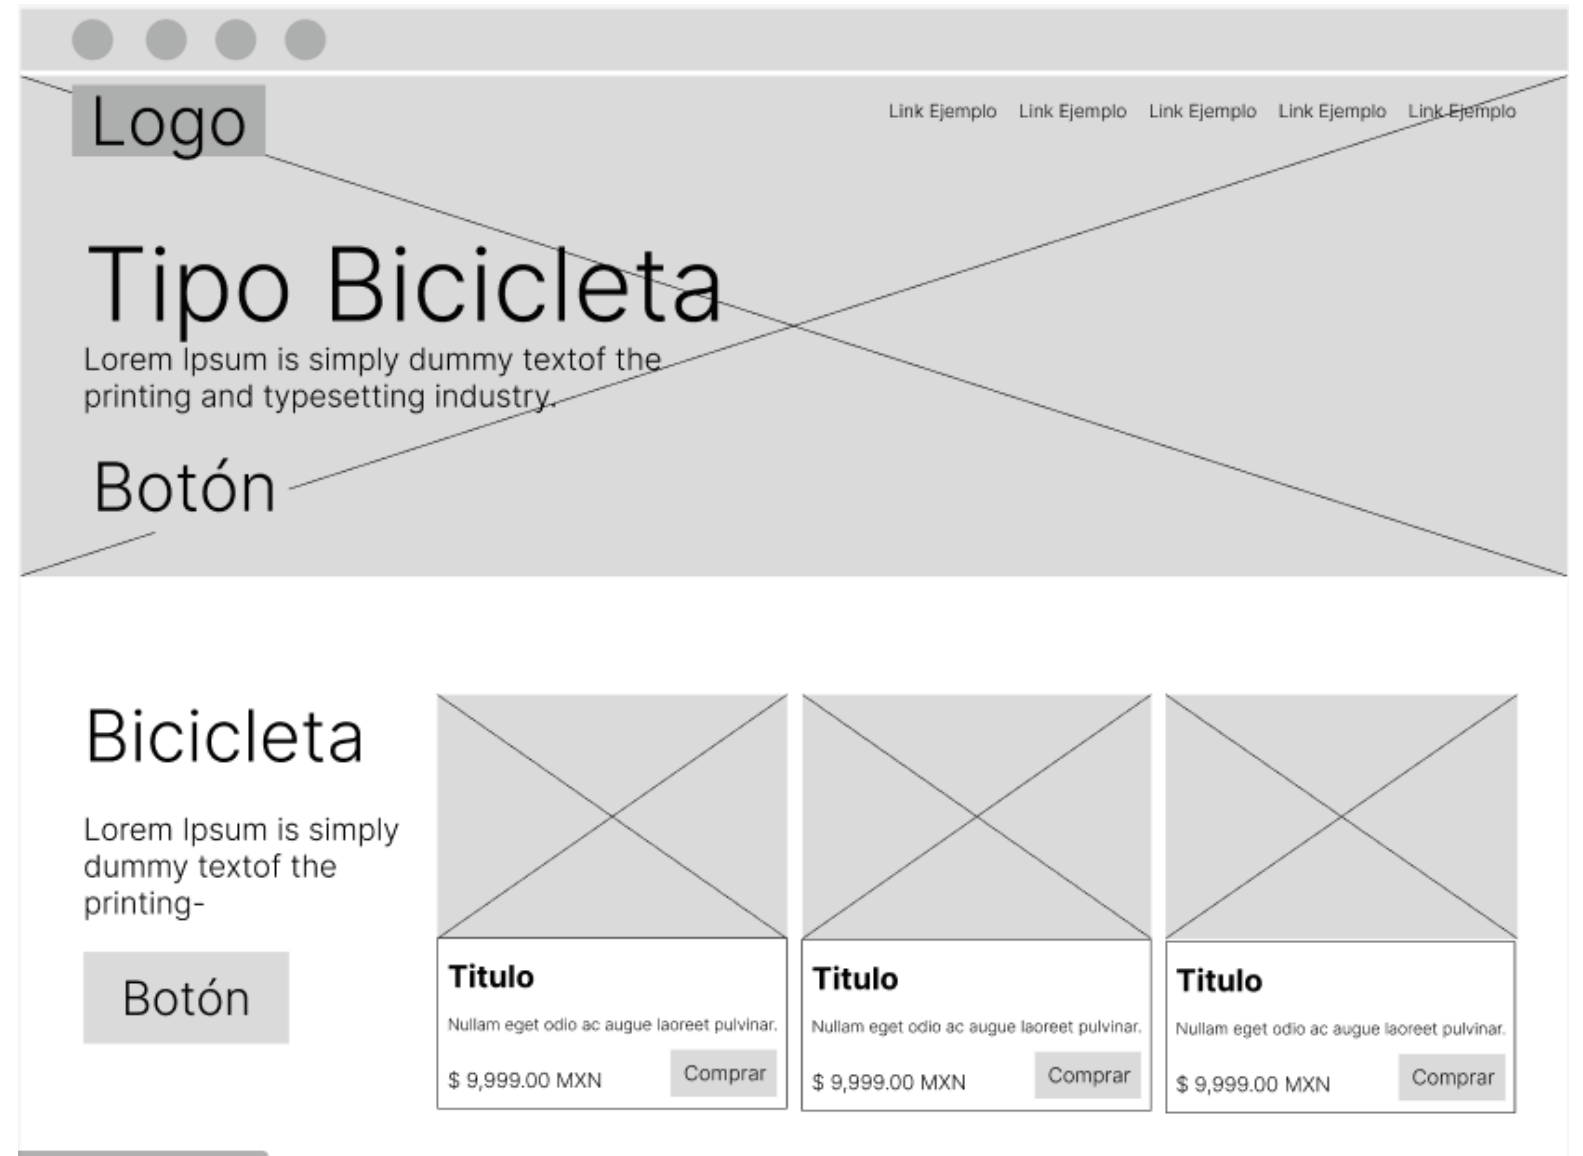 Logo
Link Ejemplo Link Ejemplo Link Ejemplo Link Ejemplo Link Ejemplo
Tipo Bicicleta
Lorem Ipsum is simply dummy textof the
printing and typesetting industry.
Botón
Bicicleta
Lorem Ipsum is simply
dummy textof the
printing-
Botón
Titulo
Nullam eget odio ac augue laoreet pulvinar.
$ 9,999.00 MXN
Comprar
Titulo
Nullam eget odio ac augue laoreet pulvinar.
$ 9,999.00 MXN
Comprar
Titulo
Nullam eget odio ac augue laoreet pulvinar.
$ 9,999.00 MXN
Comprar